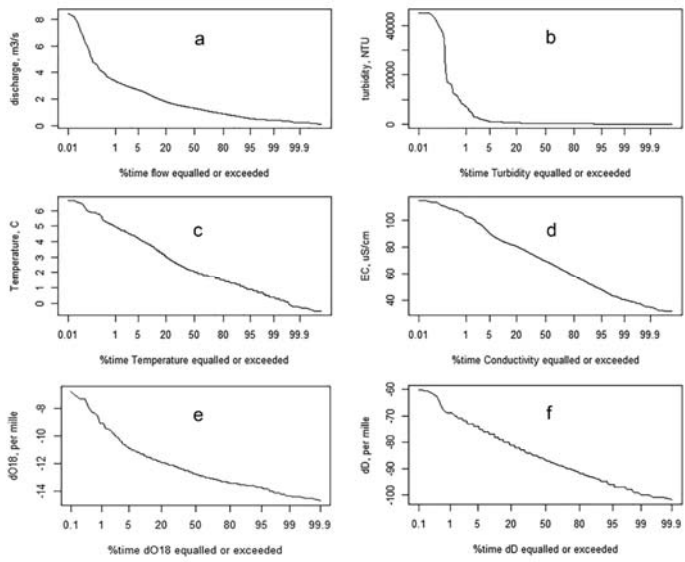 a
discharge, m3/s
8
6
4
2
0
0.01 1 5 20 50 80 95 99 99.9
%time flow equalled or exceeded
b
turbidity, NTU
40000
20000
0
0.01 1 5 20 50 80 95 99 99.9
%time Turbidity equalled or exceeded
c
Temperature, C
6
5
4
3
2
1
0
0.01 1 5 20 50 80 95 99 99.9
%time Temperature equalled or exceeded
d
EC, uS/cm
100
80
60
40
0.01 1 5 20 50 80 95 99 99.9
%time Conductivity equalled or exceeded
e
dO18, per mille
-8
-10
-12
-14
0.1 1 5 20 50 80 95 99 99.9
%time dO18 equalled or exceeded
f
dD, per mille
-60
-70
-80
-90
-100
0.1 1 5 20 50 80 95 99 99.9
%time dD equalled or exceeded